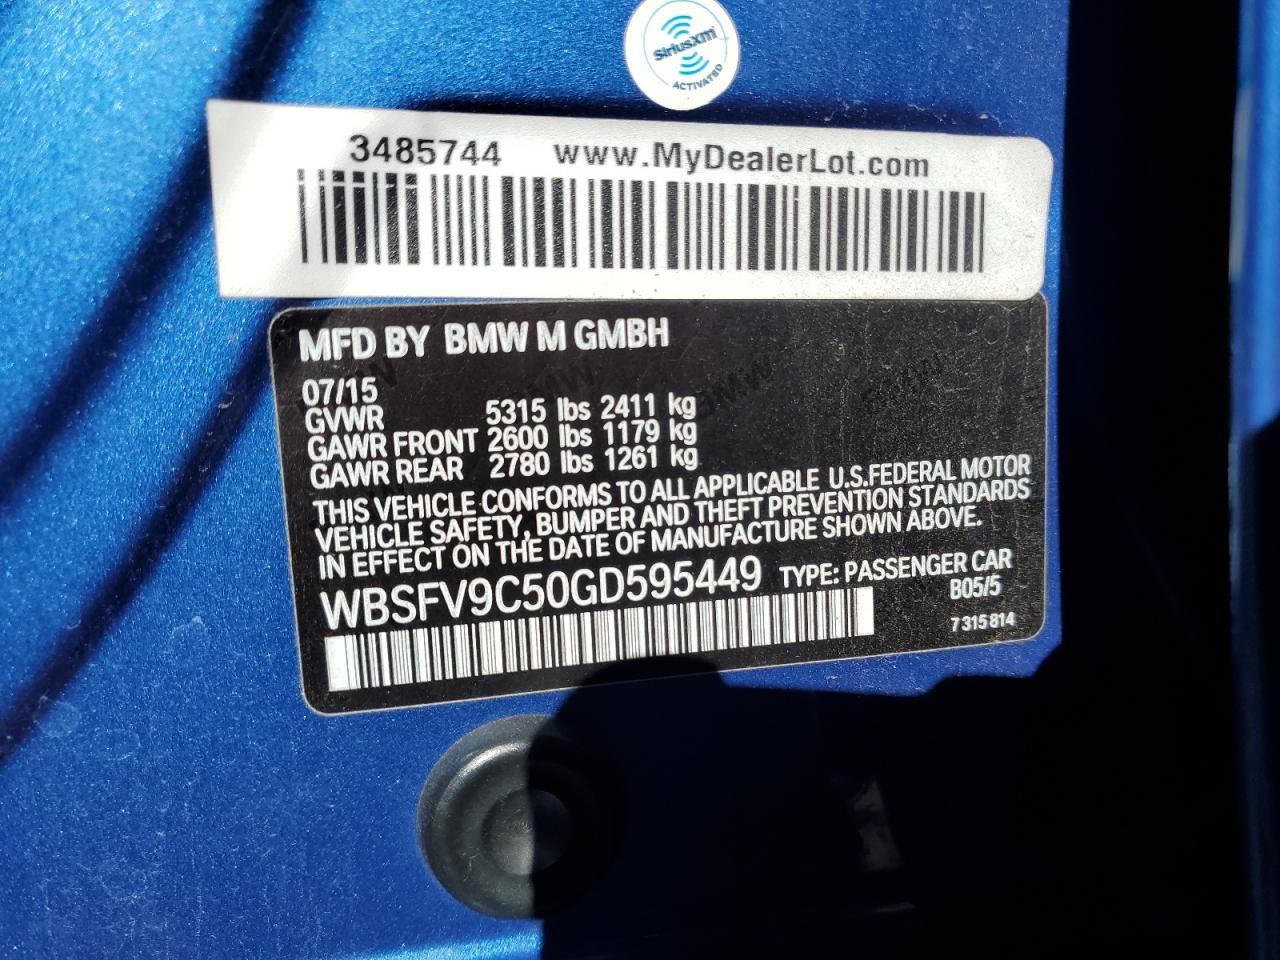 SiriusXm
ACTIVATED
3485744 www.MyDealerLot.com
MFD BY BMW M GMBH
07/15
GVWR 5315 lbs 2411 kg
GAWR FRONT 2600 lbs 1179 kg
GAWR REAR 2780 lbs 1261 kg
THIS VEHICLE CONFORMS TO ALL APPLICABLE U.S.FEDERAL MOTOR
VEHICLE SAFETY, BUMPER AND THEFT PREVENTION STANDARDS
IN EFFECT ON THE DATE OF MANUFACTURE SHOWN ABOVE.
WBSFV9C50GD595449 TYPE: PASSENGER CAR
B05/5
7 315 814